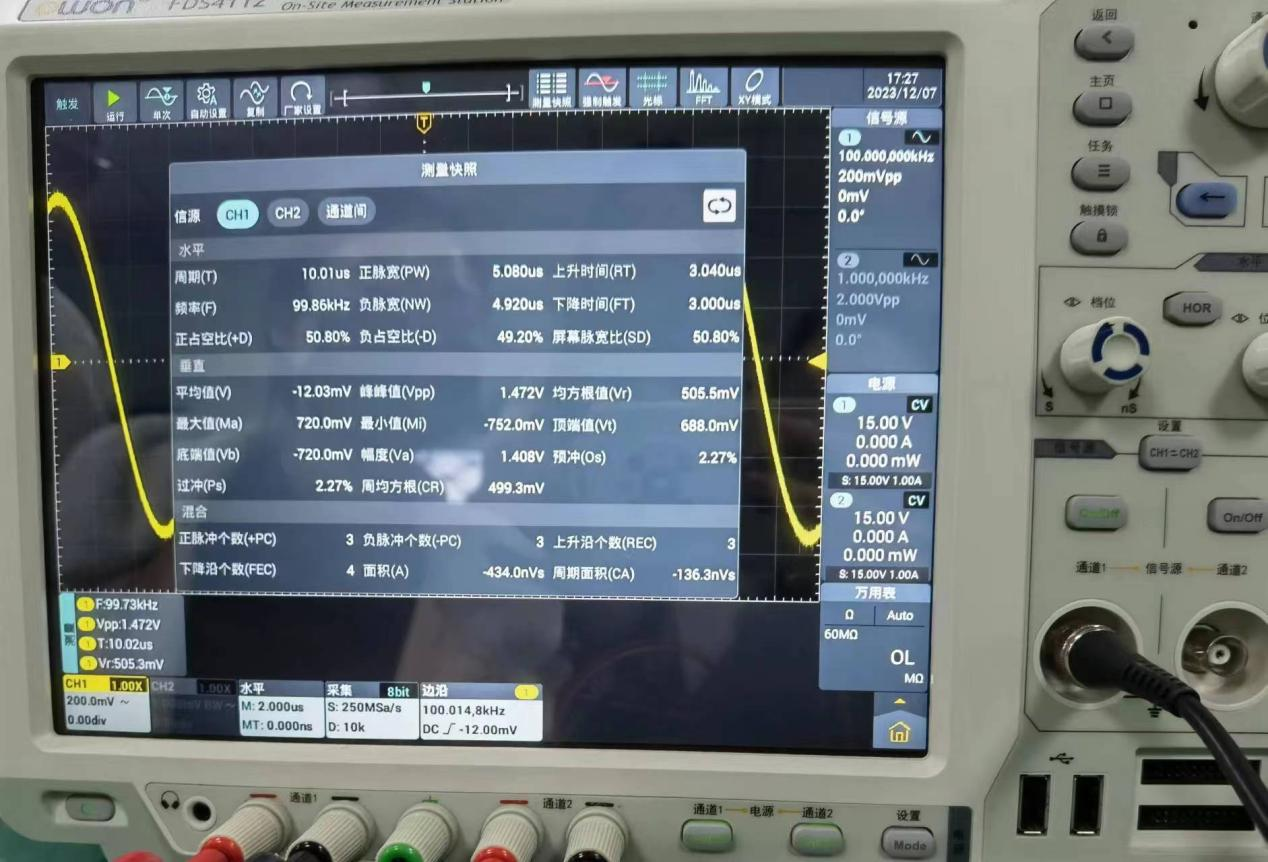 owon FDS4112 On-Site Measurement Station
触发
运行
单次
自动设置
复制
厂家设置
测量快照
强制触发
光标
FFT
XY模式
17:27
2023/12/07
T
测量快照
信源 CH1 CH2 通道间
水平
周期(T) 10.01us 正脉宽(PW) 5.080us 上升时间(RT) 3.040us
频率(F) 99.86kHz 负脉宽(NW) 4.920us 下降时间(FT) 3.000us
正占空比(+D) 50.80% 负占空比(-D) 49.20% 屏幕脉宽比(SD) 50.80%
垂直
平均值(V) -12.03mV 峰峰值(Vpp) 1.472V 均方根值(Vr) 505.5mV
最大值(Ma) 720.0mV 最小值(Mi) -752.0mV 顶端值(Vt) 688.0mV
底端值(Vb) -720.0mV 幅度(Va) 1.408V 预冲(Os) 2.27%
过冲(Ps) 2.27% 周均方根(CR) 499.3mV
混合
正脉冲个数(+PC) 3 负脉冲个数(-PC) 3 上升沿个数(REC) 3
下降沿个数(FEC) 4 面积(A) -434.0nVs 周期面积(CA) -136.3nVs
1
信号源
1
100.000,000kHz
200mVpp
0mV
0.0°
2
1.000,000kHz
2.000Vpp
0mV
0.0°
电源
1 CV
15.00 V
0.000 A
0.000 mW
S: 15.00V 1.00A
2 CV
15.00 V
0.000 A
0.000 mW
S: 15.00V 1.00A
万用表
Ω Auto
60MΩ
OL
MΩ
1 F:99.73kHz
1 Vpp:1.472V
1 T:10.02us
1 Vr:505.3mV
CH1 1.00X
200.0mV ~
0.00div
CH2 1.00X
水平
M: 2.000us
MT: 0.000ns
采集 8bit
S: 250MSa/s
D: 10k
边沿 1
100.014,8kHz
DC -12.00mV
返回
主页
任务
触摸锁
水平
档位
HOR
位
S nS
设置
信号源
CH1=CH2
On/Off
On/Off
通道1 信号源 通道2
通道1
通道2
通道1 电源 通道2
设置
Mode